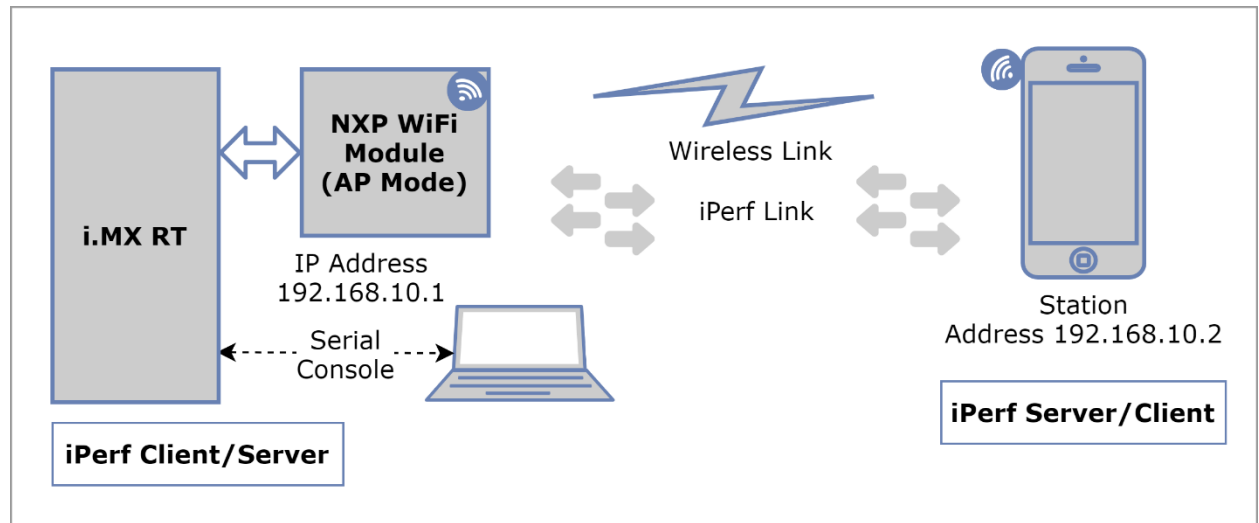 i.MX RT
NXP WiFi
Module
(AP Mode)
IP Address
192.168.10.1
Serial
Console
iPerf Client/Server
Wireless Link
iPerf Link
Station
Address 192.168.10.2
iPerf Server/Client